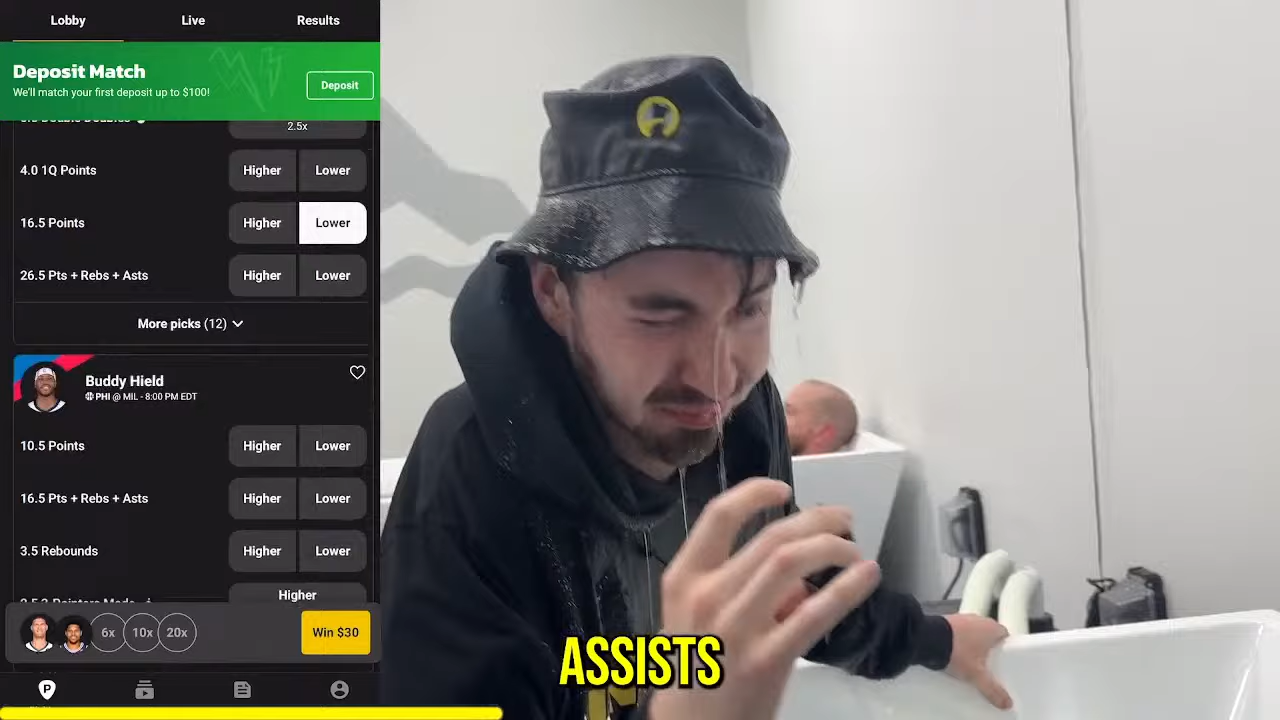 Lobby Live Results
Deposit Match
We'll match your first deposit up to $100!
Deposit
2.5x
4.0 1Q Points Higher Lower
16.5 Points Higher Lower
26.5 Pts + Rebs + Asts Higher Lower
More picks (12)
Buddy Hield
PHI @ MIL - 8:00 PM EDT
10.5 Points Higher Lower
16.5 Pts + Rebs + Asts Higher Lower
3.5 Rebounds Higher Lower
Higher
6x 10x 20x Win $30
P
ASSISTS